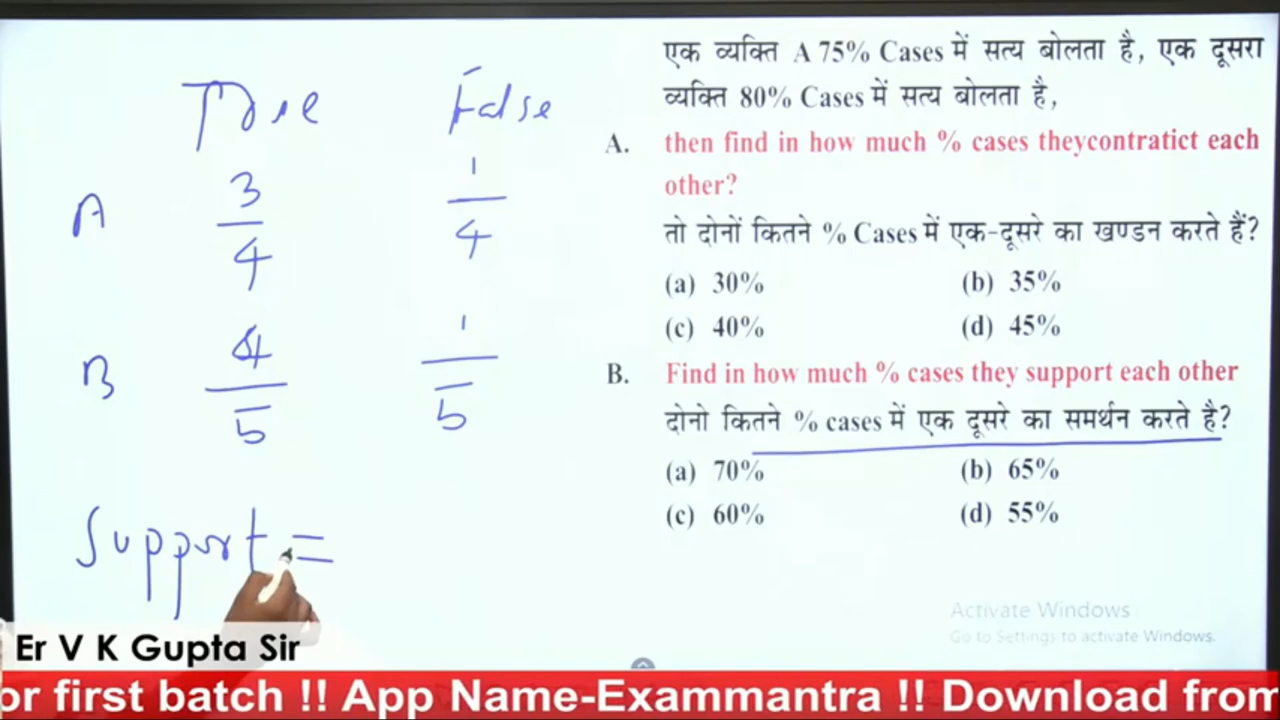 True False
A 3/4 1/4
B 4/5 1/5
Support =
एक व्यक्ति A 75% Cases में सत्य बोलता है, एक दूसरा
व्यक्ति 80% Cases में सत्य बोलता है,
A. then find in how much % cases theycontratict each
other?
तो दोनों कितने % Cases में एक-दूसरे का खण्डन करते हैं?
(a) 30% (b) 35%
(c) 40% (d) 45%
B. Find in how much % cases they support each other
दोनो कितने % cases में एक दूसरे का समर्थन करते है?
(a) 70% (b) 65%
(c) 60% (d) 55%
Activate Windows
Go to Settings to activate Windows.
Er V K Gupta Sir
or first batch !! App Name-Exammantra !! Download from